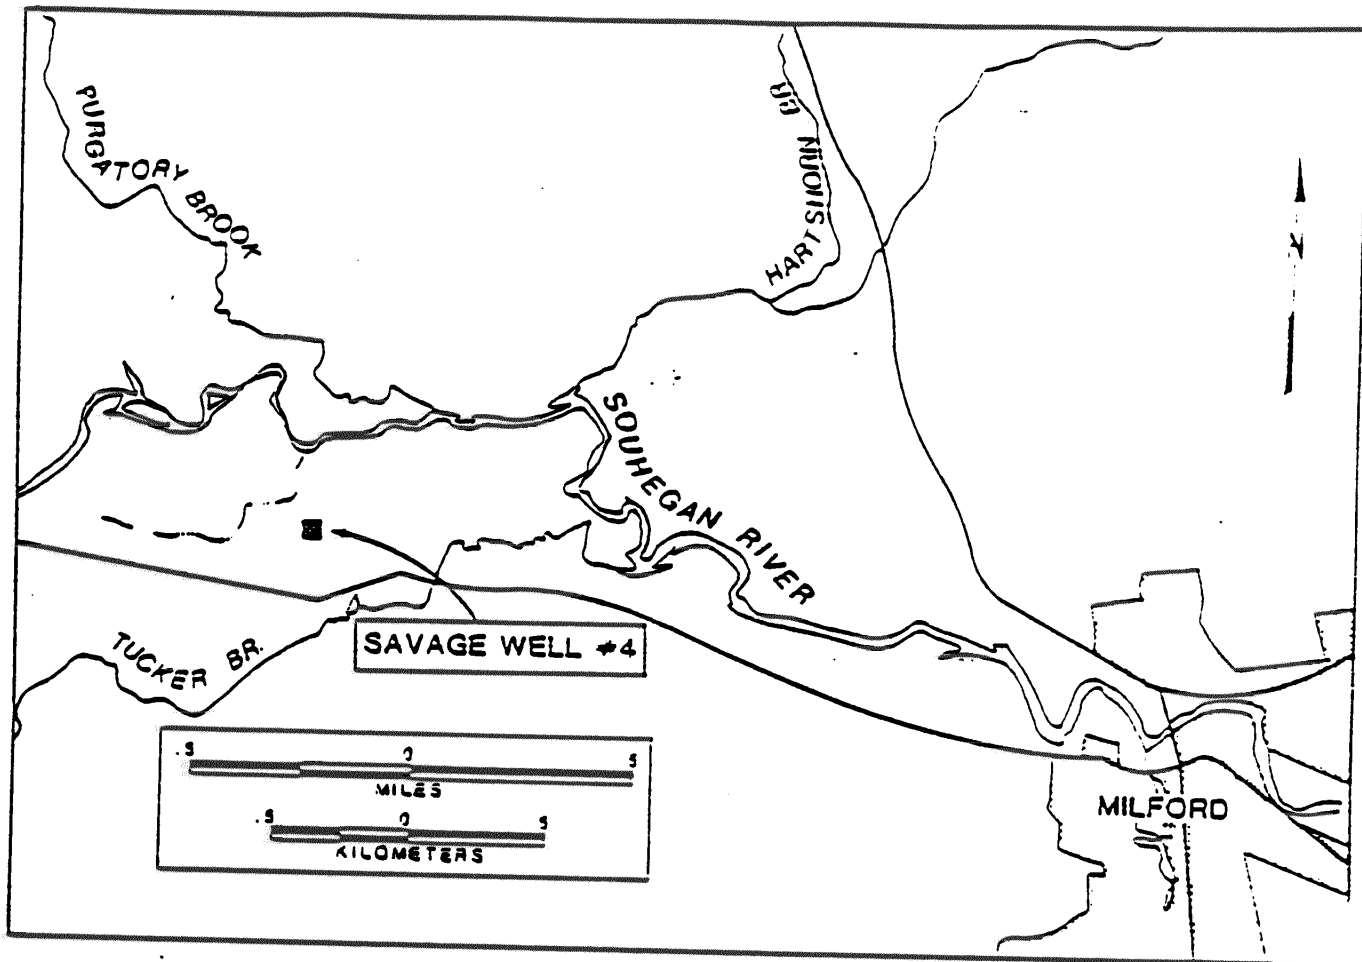 PURGATORY BROOK
HARTSHORN BR
N
SOUHEGAN RIVER
TUCKER BR.
SAVAGE WELL #4
.5 0 5
MILES
.5 0 5
KILOMETERS
MILFORD